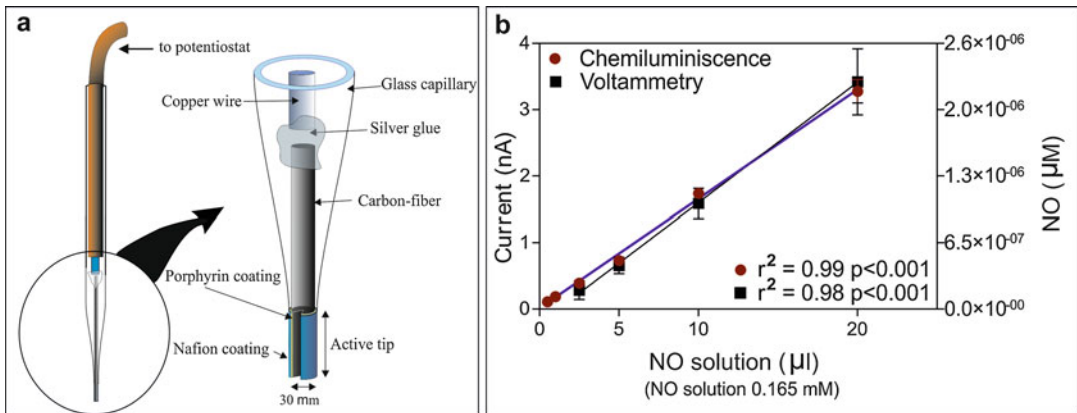 a
to potentiostat
Glass capillary
Copper wire
Silver glue
Carbon-fiber
Porphyrin coating
Nafion coating
Active tip
30 mm
b
Chemiluminiscence
Voltammetry
4
3
2
1
0
Current (nA)
2.6×10⁻⁰⁶
2.0×10⁻⁰⁶
1.3×10⁻⁰⁶
6.5×10⁻⁰⁷
0.0×10⁻⁰⁰
NO (µM)
r² = 0.99 p<0.001
r² = 0.98 p<0.001
0 5 10 20
NO solution (µl)
(NO solution 0.165 mM)